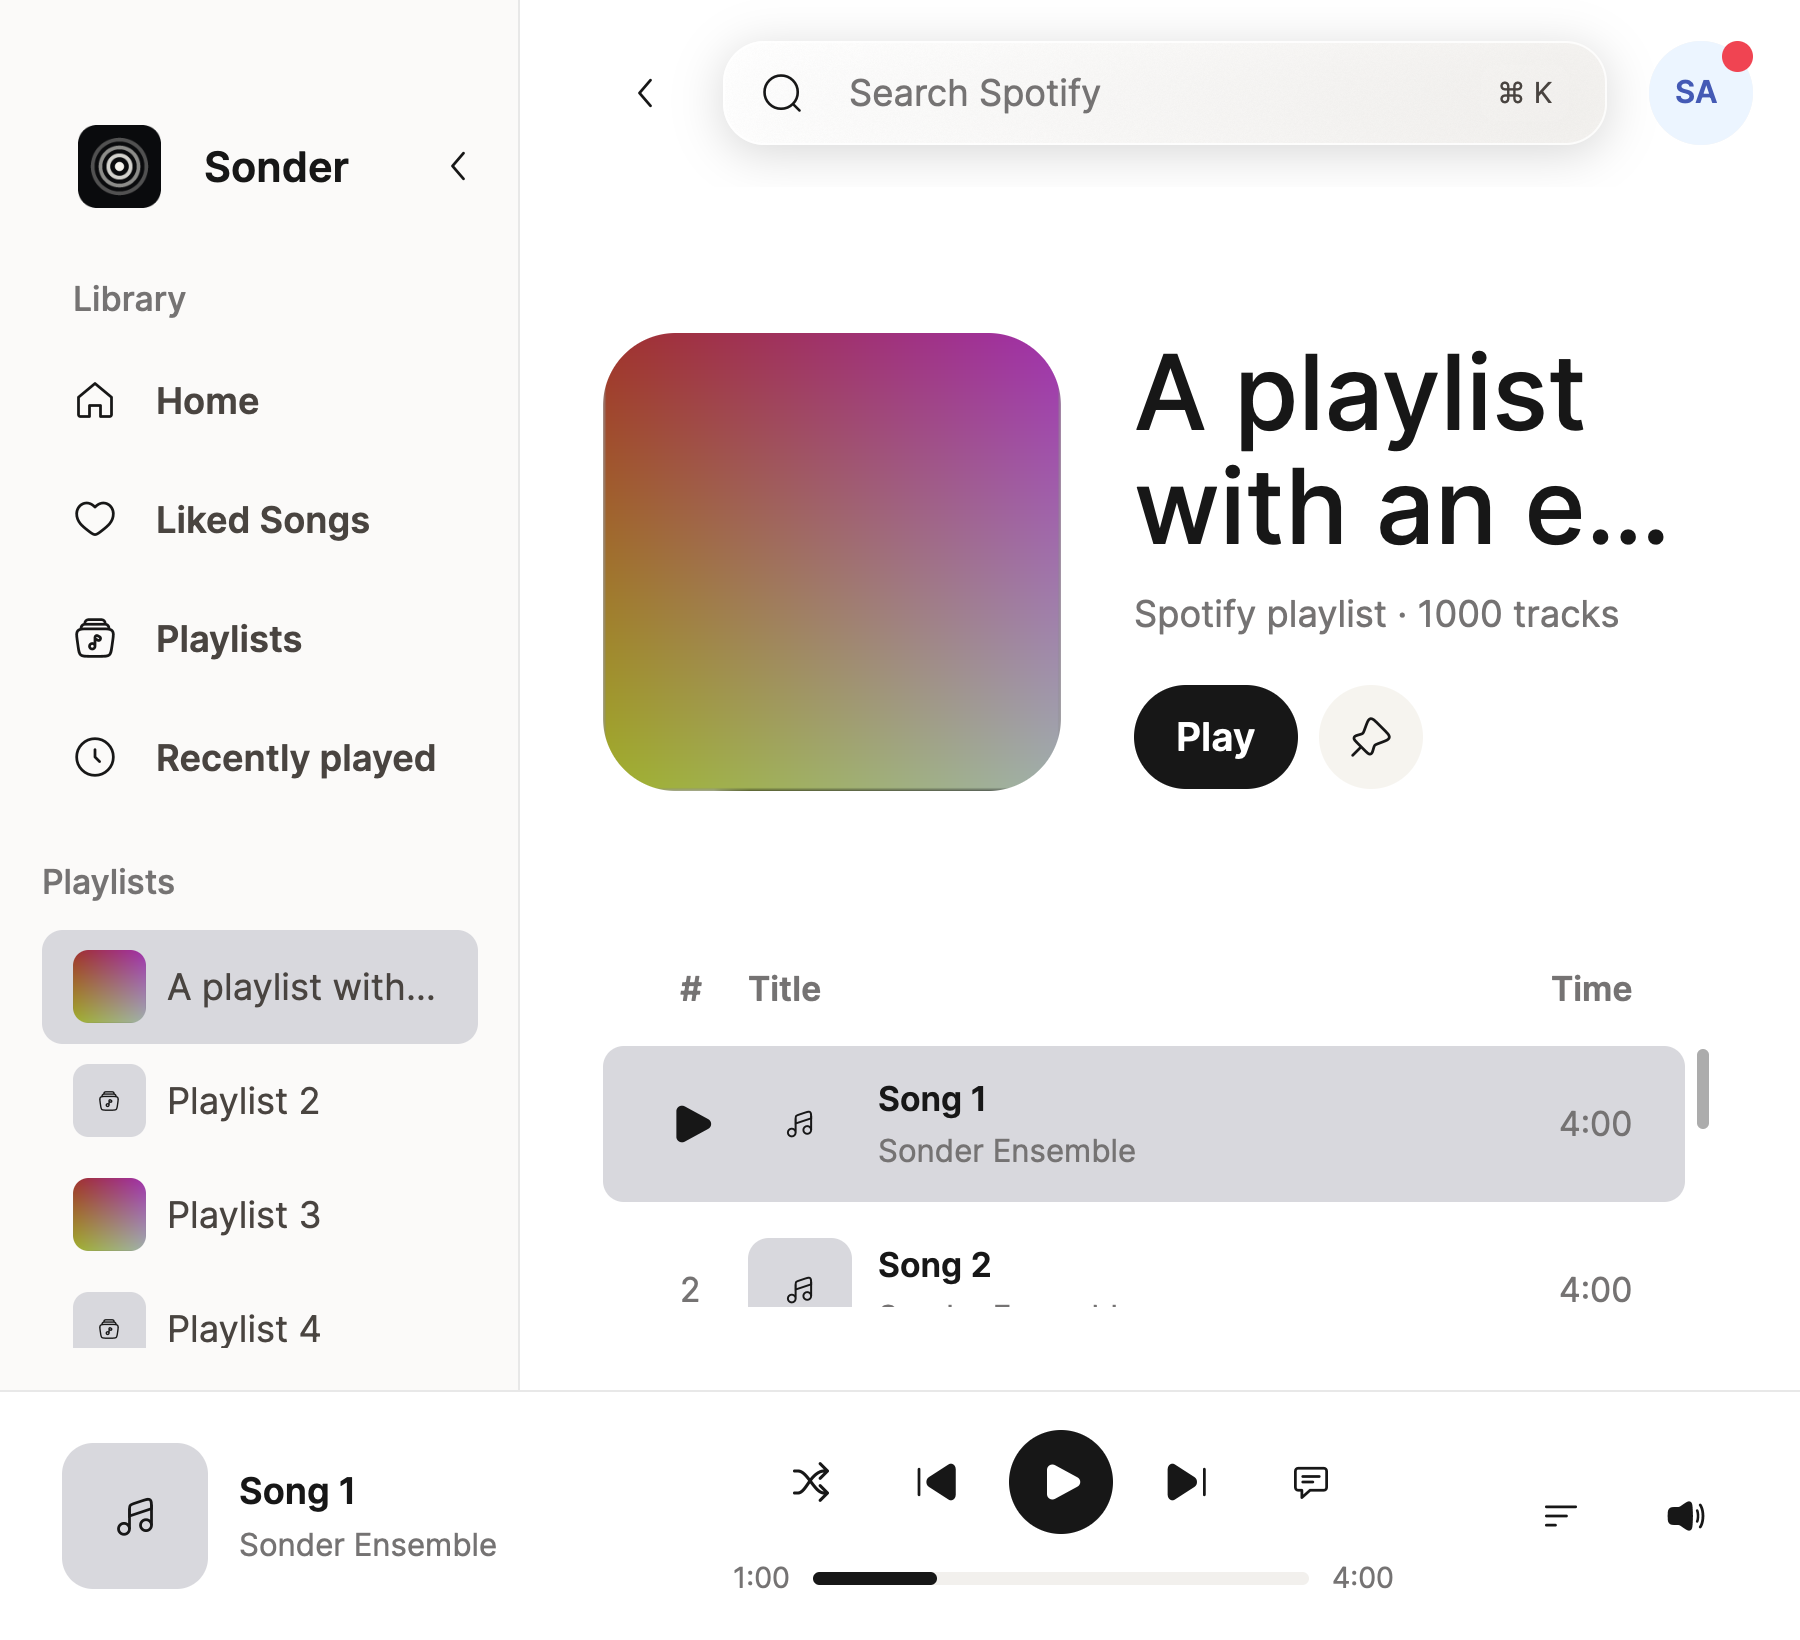 Search Spotify
⌘ K
SA
Sonder
Library
Home
Liked Songs
Playlists
Recently played
Playlists
A playlist with...
Playlist 2
Playlist 3
Playlist 4
A playlist
with an e...
Spotify playlist · 1000 tracks
Play
# Title Time
Song 1
Sonder Ensemble
4:00
2
Song 2
4:00
Song 1
Sonder Ensemble
1:00
4:00